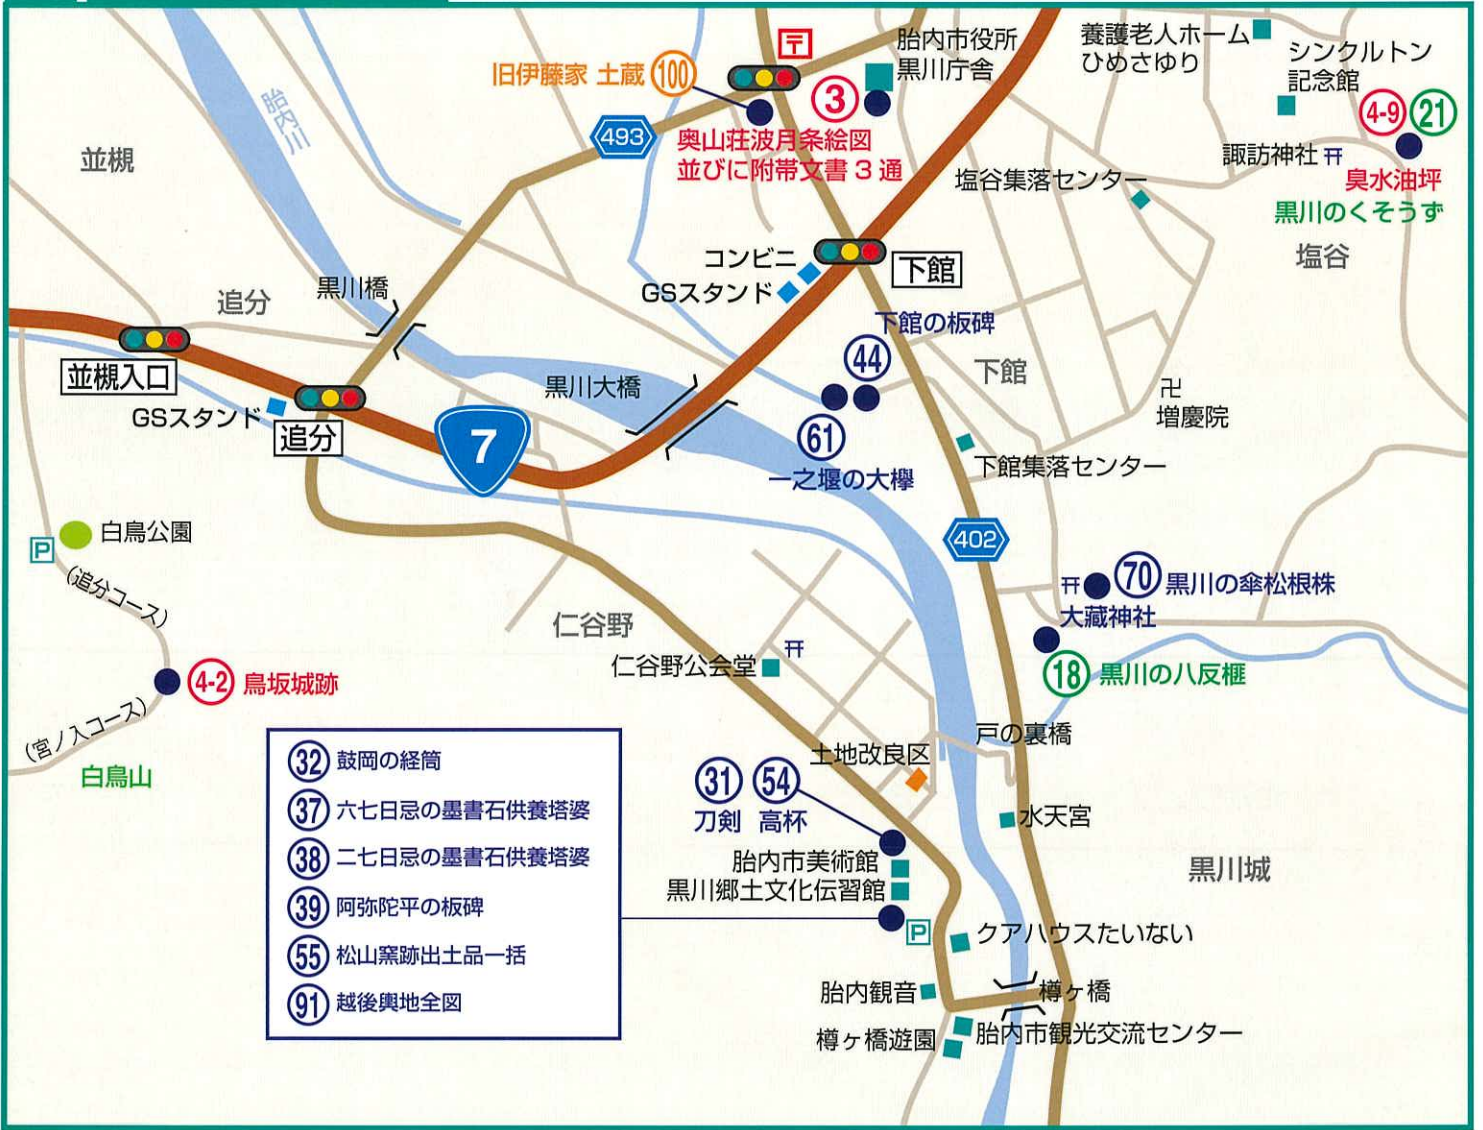 胎内市役所
黒川庁舎
養護老人ホーム
ひめさゆり
シンクルトン
記念館
〒
旧伊藤家 土蔵 100
3
4-9 21
胎内川
493
奥山荘波月条絵図
並びに附帯文書3通
諏訪神社
臭水油坪
黒川のくそうず
塩谷
並槻
塩谷集落センター
コンビニ
GSスタンド
下館
黒川橋
追分
下館の板碑
44
下館
並槻入口
GSスタンド
追分
7
黒川大橋
61
一之堰の大欅
卍
増慶院
下館集落センター
402
白鳥公園
P
(追分コース)
70 黒川の傘松根株
大蔵神社
18 黒川の八反榧
仁谷野
仁谷野公会堂
4-2 鳥坂城跡
(宮ノ入コース)
白鳥山
戸の裏橋
土地改良区
水天宮
黒川城
32 鼓岡の経筒
37 六七日忌の墨書石供養塔婆
38 二七日忌の墨書石供養塔婆
39 阿弥陀平の板碑
55 松山窯跡出土品一括
91 越後輿地全図
31 54
刀剣 高杯
胎内市美術館
黒川郷土文化伝習館
P
クアハウスたいない
胎内観音
樽ヶ橋
樽ヶ橋遊園
胎内市観光交流センター